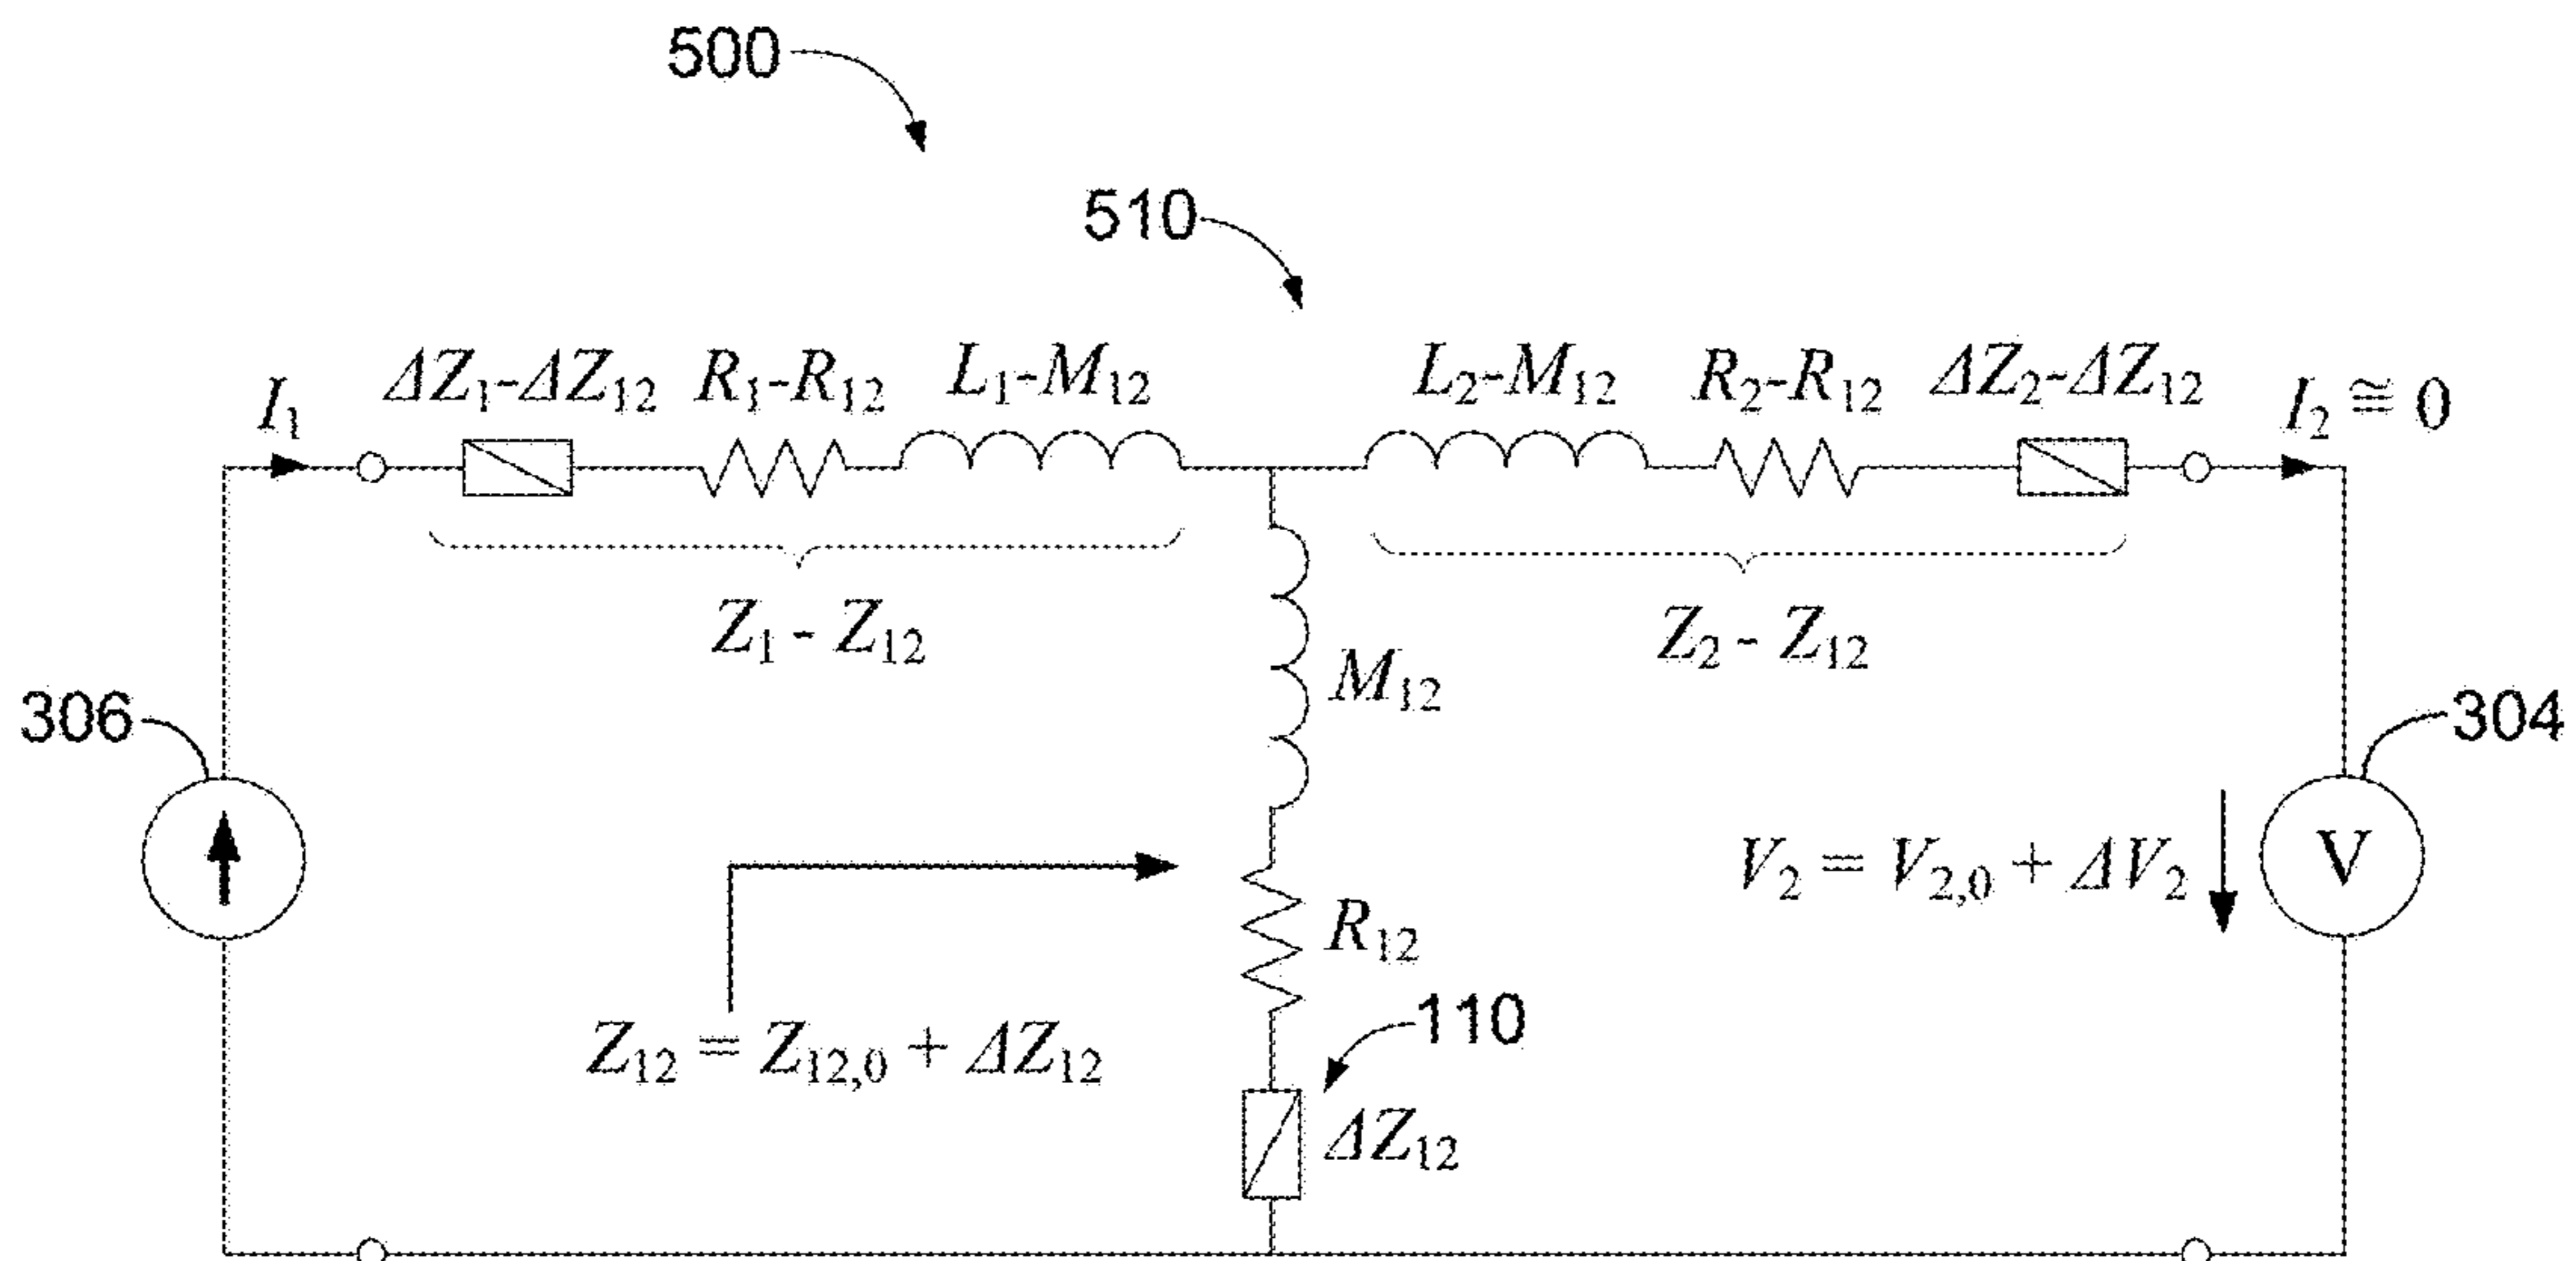 500
510
ΔZ₁-ΔZ₁₂ R₁-R₁₂ L₁-M₁₂ L₂-M₁₂ R₂-R₁₂ ΔZ₂-ΔZ₁₂
I₁ I₂ ≅ 0
Z₁ - Z₁₂ Z₂ - Z₁₂
M₁₂
306 304
V₂ = V₂,₀ + ΔV₂ V
R₁₂
110
Z₁₂ = Z₁₂,₀ + ΔZ₁₂
ΔZ₁₂